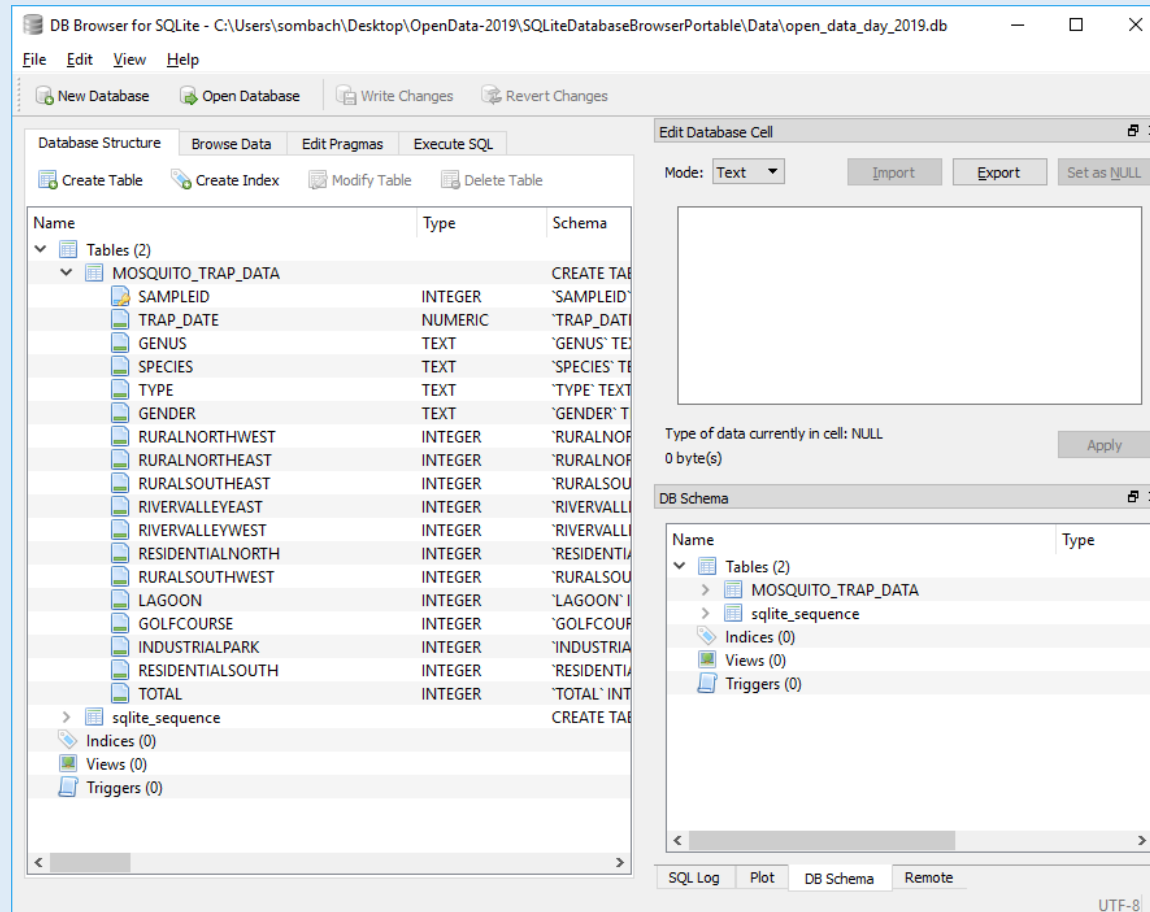 DB Browser for SQLite - C:\Users\sombach\Desktop\OpenData-2019\SQLiteDatabaseBrowserPortable\Data\open_data_day_2019.db
File Edit View Help
New Database Open Database Write Changes Revert Changes
Database Structure Browse Data Edit Pragmas Execute SQL
Create Table Create Index Modify Table Delete Table
Name Type Schema
Tables (2)
MOSQUITO_TRAP_DATA CREATE TAB
SAMPLEID INTEGER `SAMPLEID`
TRAP_DATE NUMERIC `TRAP_DAT
GENUS TEXT `GENUS` TE
SPECIES TEXT `SPECIES` TE
TYPE TEXT `TYPE` TEXT
GENDER TEXT `GENDER` T
RURALNORTHWEST INTEGER `RURALNOR
RURALNORTHEAST INTEGER `RURALNOR
RURALSOUTHEAST INTEGER `RURALSOU
RIVERVALLEYEAST INTEGER `RIVERVALL
RIVERVALLEYWEST INTEGER `RIVERVALL
RESIDENTIALNORTH INTEGER `RESIDENTIA
RURALSOUTHWEST INTEGER `RURALSOU
LAGOON INTEGER `LAGOON` I
GOLFCOURSE INTEGER `GOLFCOUR
INDUSTRIALPARK INTEGER `INDUSTRIA
RESIDENTIALSOUTH INTEGER `RESIDENTIA
TOTAL INTEGER `TOTAL` INT
sqlite_sequence CREATE TAB
Indices (0)
Views (0)
Triggers (0)
Edit Database Cell
Mode: Text Import Export Set as NULL
Type of data currently in cell: NULL
0 byte(s)
Apply
DB Schema
Name Type
Tables (2)
MOSQUITO_TRAP_DATA
sqlite_sequence
Indices (0)
Views (0)
Triggers (0)
SQL Log Plot DB Schema Remote
UTF-8